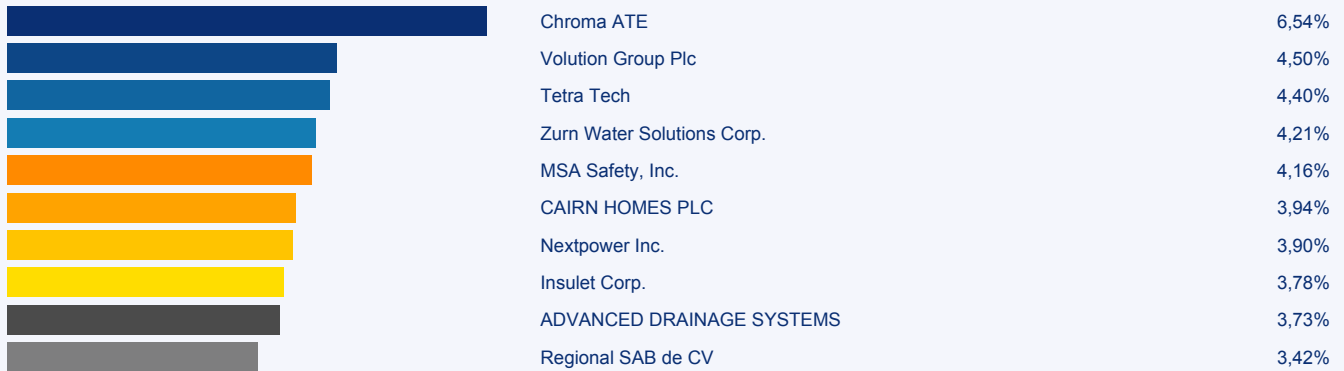 Chroma ATE 6,54%
Volution Group Plc 4,50%
Tetra Tech 4,40%
Zurn Water Solutions Corp. 4,21%
MSA Safety, Inc. 4,16%
CAIRN HOMES PLC 3,94%
Nextpower Inc. 3,90%
Insulet Corp. 3,78%
ADVANCED DRAINAGE SYSTEMS 3,73%
Regional SAB de CV 3,42%